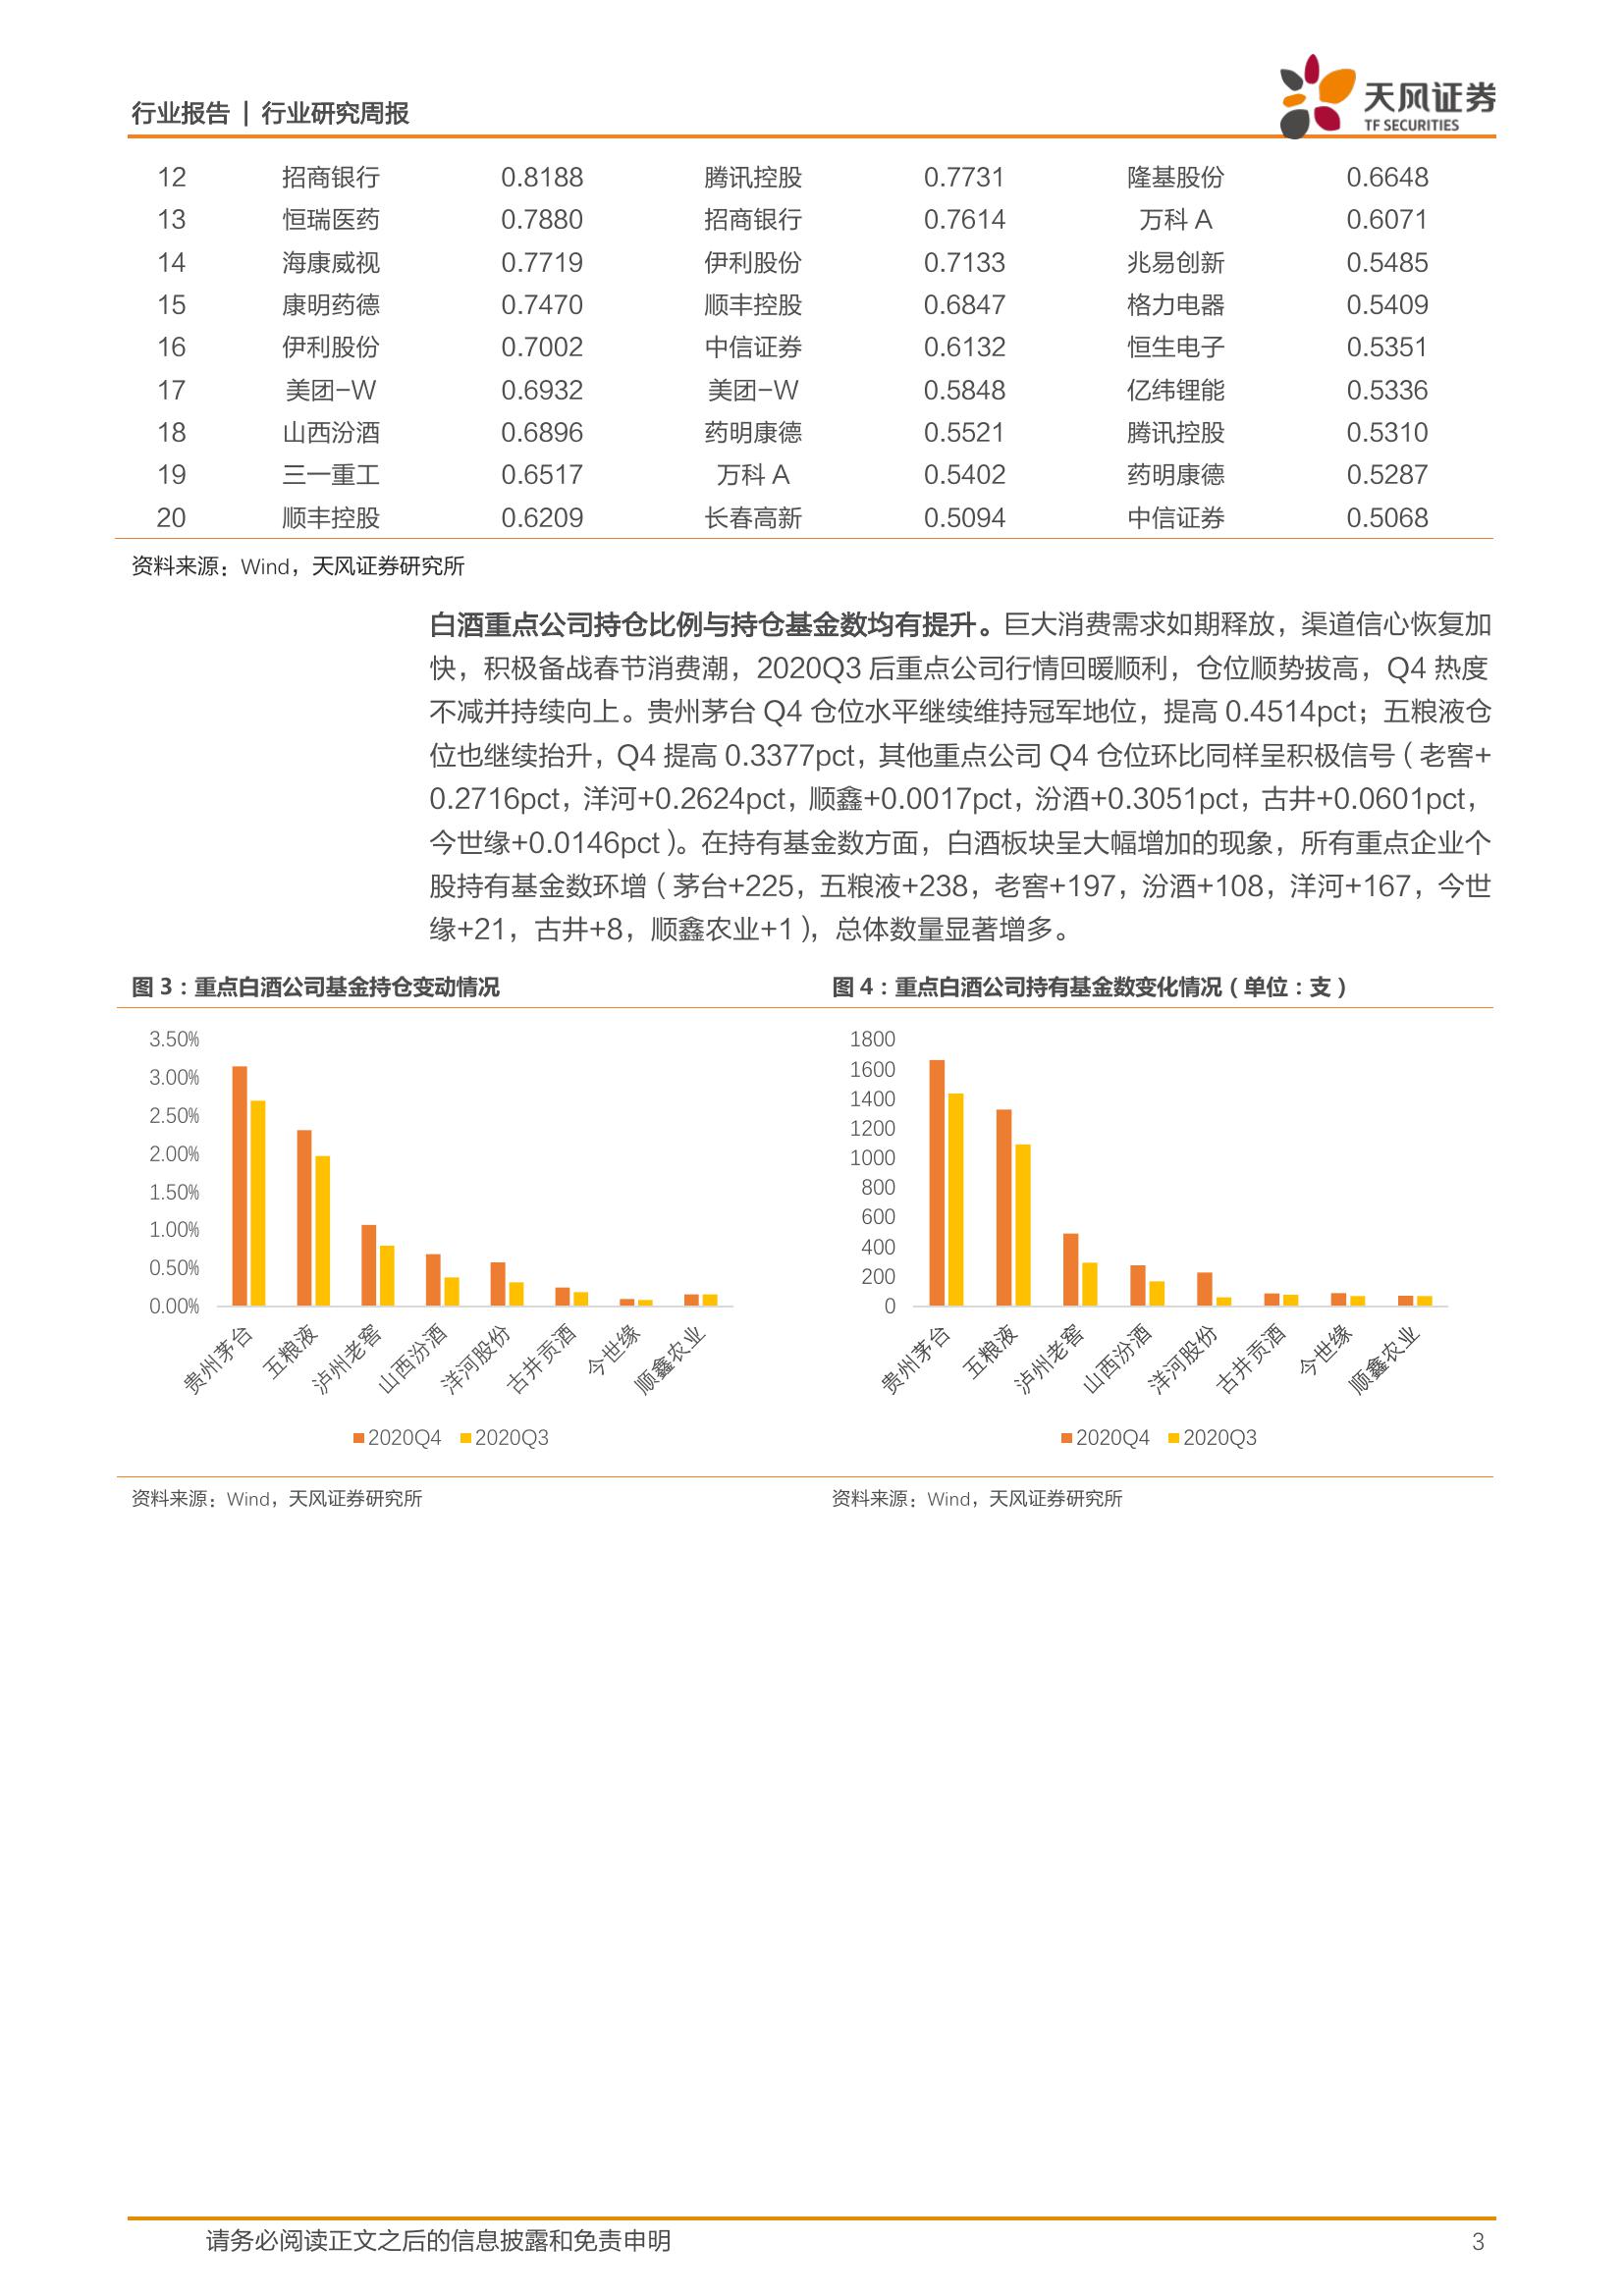 行业报告 | 行业研究周报
天风证券
TF SECURITIES
12 招商银行 0.8188 腾讯控股 0.7731 隆基股份 0.6648
13 恒瑞医药 0.7880 招商银行 0.7614 万科 A 0.6071
14 海康威视 0.7719 伊利股份 0.7133 兆易创新 0.5485
15 康明药德 0.7470 顺丰控股 0.6847 格力电器 0.5409
16 伊利股份 0.7002 中信证券 0.6132 恒生电子 0.5351
17 美团-W 0.6932 美团-W 0.5848 亿纬锂能 0.5336
18 山西汾酒 0.6896 药明康德 0.5521 腾讯控股 0.5310
19 三一重工 0.6517 万科 A 0.5402 药明康德 0.5287
20 顺丰控股 0.6209 长春高新 0.5094 中信证券 0.5068
资料来源：Wind，天风证券研究所
白酒重点公司持仓比例与持仓基金数均有提升。巨大消费需求如期释放，渠道信心恢复加
快，积极备战春节消费潮，2020Q3 后重点公司行情回暖顺利，仓位顺势拔高，Q4 热度
不减并持续向上。贵州茅台 Q4 仓位水平继续维持冠军地位，提高 0.4514pct；五粮液仓
位也继续抬升，Q4 提高 0.3377pct，其他重点公司 Q4 仓位环比同样呈积极信号（老窖+
0.2716pct，洋河+0.2624pct，顺鑫+0.0017pct，汾酒+0.3051pct，古井+0.0601pct，
今世缘+0.0146pct）。在持有基金数方面，白酒板块呈大幅增加的现象，所有重点企业个
股持有基金数环增（茅台+225，五粮液+238，老窖+197，汾酒+108，洋河+167，今世
缘+21，古井+8，顺鑫农业+1），总体数量显著增多。
图 3：重点白酒公司基金持仓变动情况
3.50%
3.00%
2.50%
2.00%
1.50%
1.00%
0.50%
0.00%
贵州茅台 五粮液 泸州老窖 山西汾酒 洋河股份 古井贡酒 今世缘 顺鑫农业
2020Q4 2020Q3
资料来源：Wind，天风证券研究所
图 4：重点白酒公司持有基金数变化情况（单位：支）
1800
1600
1400
1200
1000
800
600
400
200
0
贵州茅台 五粮液 泸州老窖 山西汾酒 洋河股份 古井贡酒 今世缘 顺鑫农业
2020Q4 2020Q3
资料来源：Wind，天风证券研究所
请务必阅读正文之后的信息披露和免责申明 3